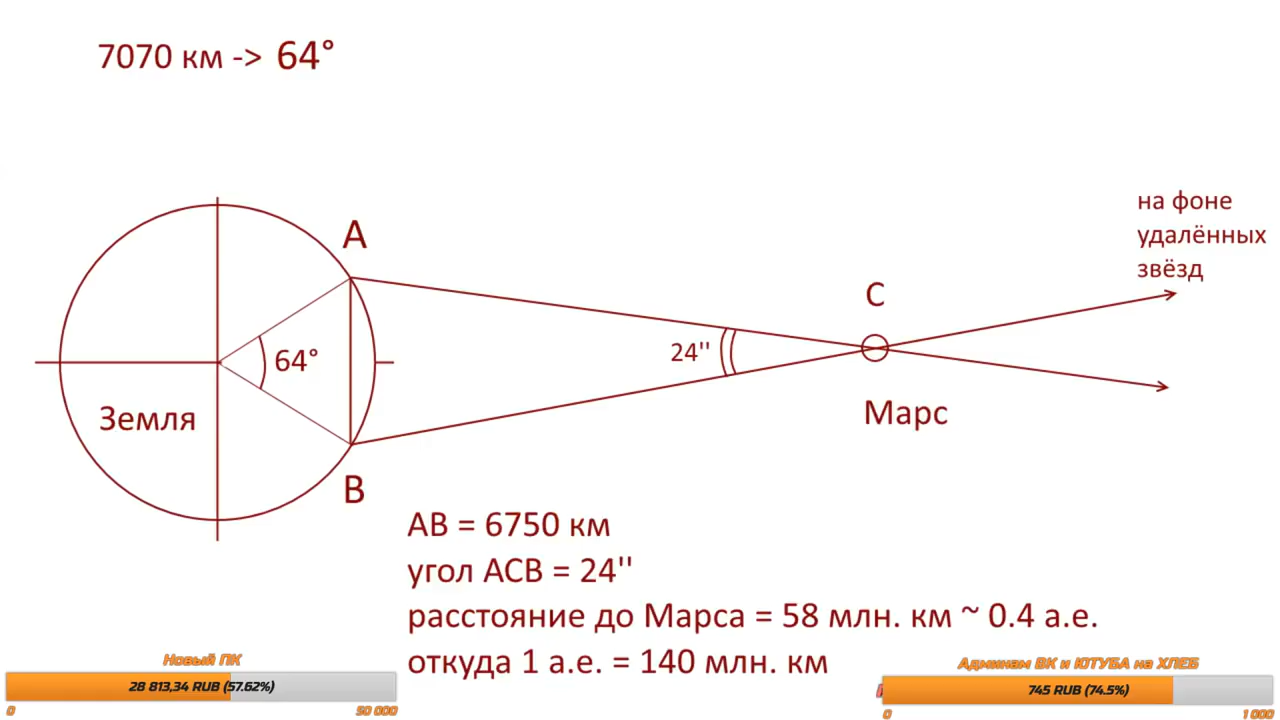 7070 км -> 64°
на фоне
удалённых
звёзд
A
C
64°
24''
Земля
Марс
B
AB = 6750 км
угол ACB = 24''
расстояние до Марса = 58 млн. км ~ 0.4 а.е.
откуда 1 а.е. = 140 млн. км
Новый ПК
28 813,34 RUB (57.62%)
0
50 000
Админам ВК и ЮТУБА на ХЛЕБ
745 RUB (74.5%)
0
1 000